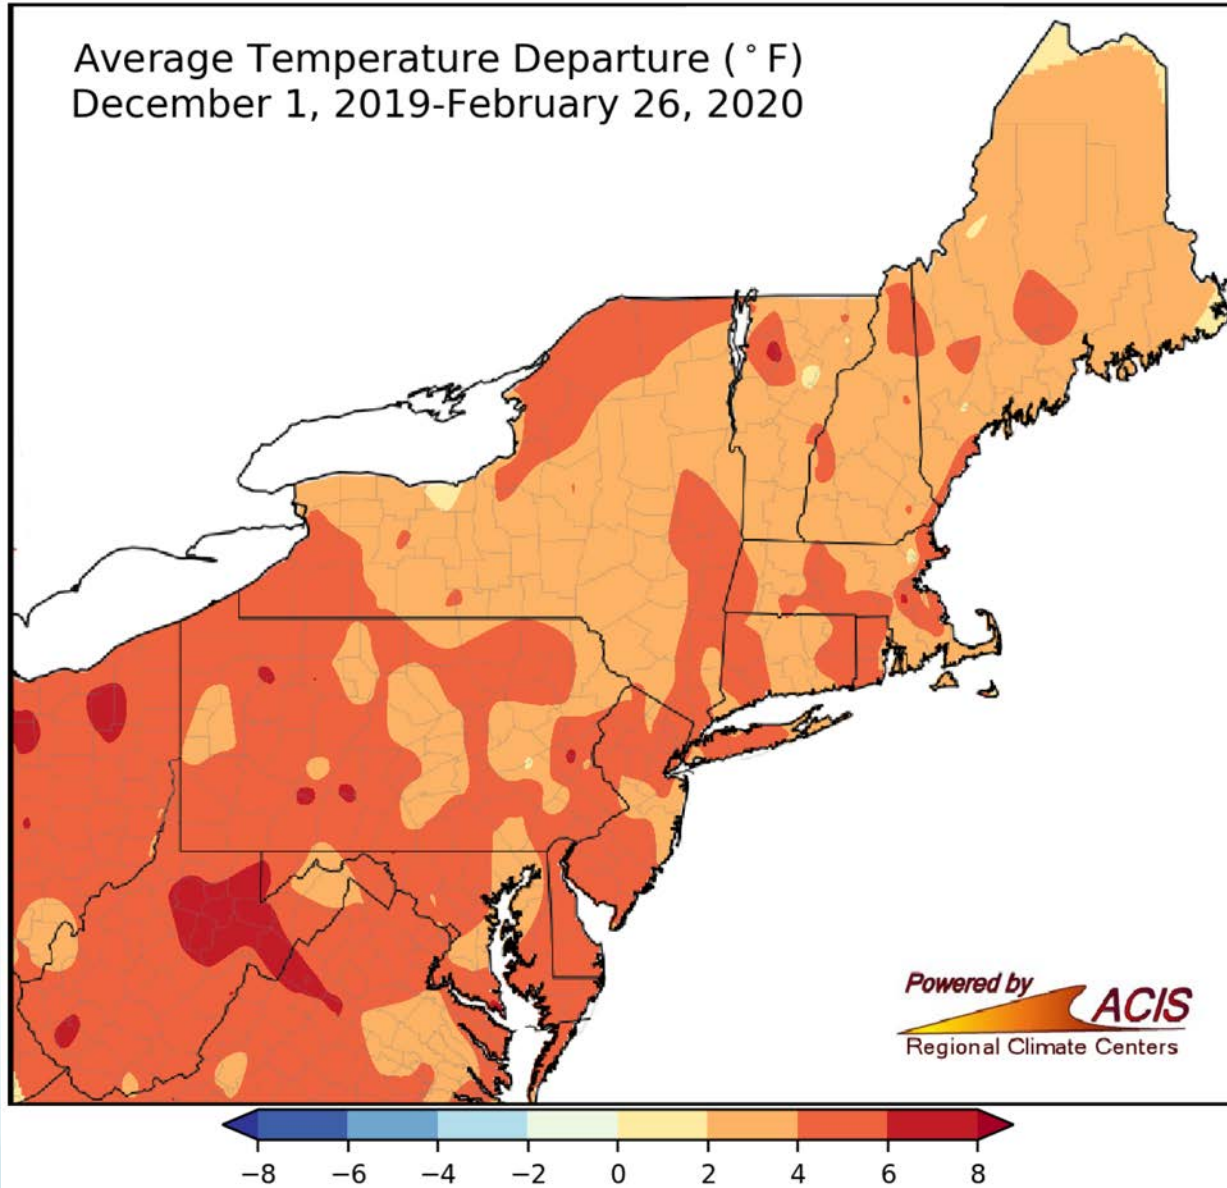 Average Temperature Departure (°F)
December 1, 2019-February 26, 2020
Powered by
ACIS
Regional Climate Centers
−8 −6 −4 −2 0 2 4 6 8